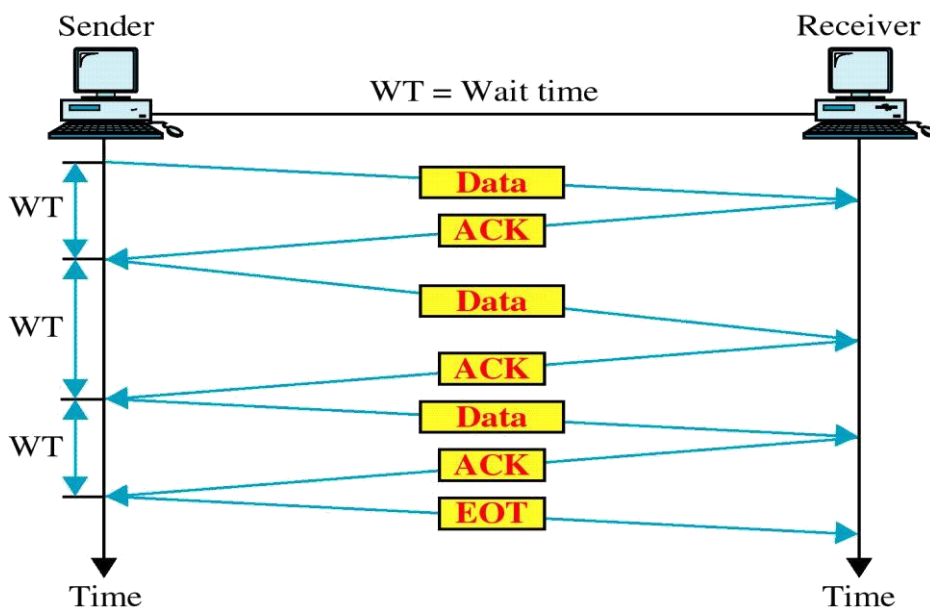 Sender
Receiver
WT = Wait time
Data
WT
ACK
Data
WT
ACK
Data
WT
ACK
EOT
Time
Time